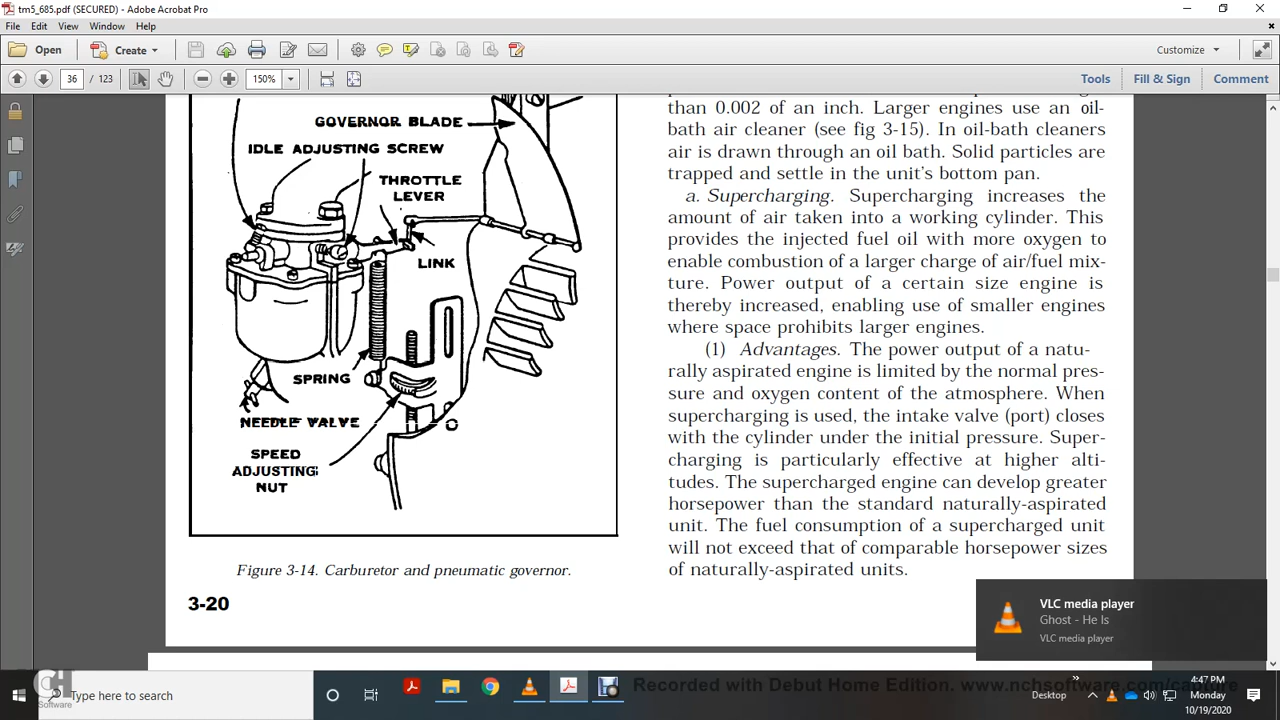 tm5_685.pdf (SECURED) - Adobe Acrobat Pro
File Edit View Window Help
Open Create Customize
36 / 123 150% Tools Fill & Sign Comment
GOVERNOR BLADE
IDLE ADJUSTING SCREW
THROTTLE
LEVER
LINK
SPRING
NEEDLE VALVE
SPEED
ADJUSTING
NUT
Figure 3-14. Carburetor and pneumatic governor.
3-20
than 0.002 of an inch. Larger engines use an oil-
bath air cleaner (see fig 3-15). In oil-bath cleaners
air is drawn through an oil bath. Solid particles are
trapped and settle in the unit's bottom pan.
a. Supercharging. Supercharging increases the
amount of air taken into a working cylinder. This
provides the injected fuel oil with more oxygen to
enable combustion of a larger charge of air/fuel mix-
ture. Power output of a certain size engine is
thereby increased, enabling use of smaller engines
where space prohibits larger engines.
(1) Advantages. The power output of a natu-
rally aspirated engine is limited by the normal pres-
sure and oxygen content of the atmosphere. When
supercharging is used, the intake valve (port) closes
with the cylinder under the initial pressure. Super-
charging is particularly effective at higher alti-
tudes. The supercharged engine can develop greater
horsepower than the standard naturally-aspirated
unit. The fuel consumption of a supercharged unit
will not exceed that of comparable horsepower sizes
of naturally-aspirated units.
VLC media player
Ghost - He Is
VLC media player
Software
Type here to search
Recorded with Debut Home Edition. www.nchsoftware.com/capture
Desktop
4:47 PM
Monday
10/19/2020